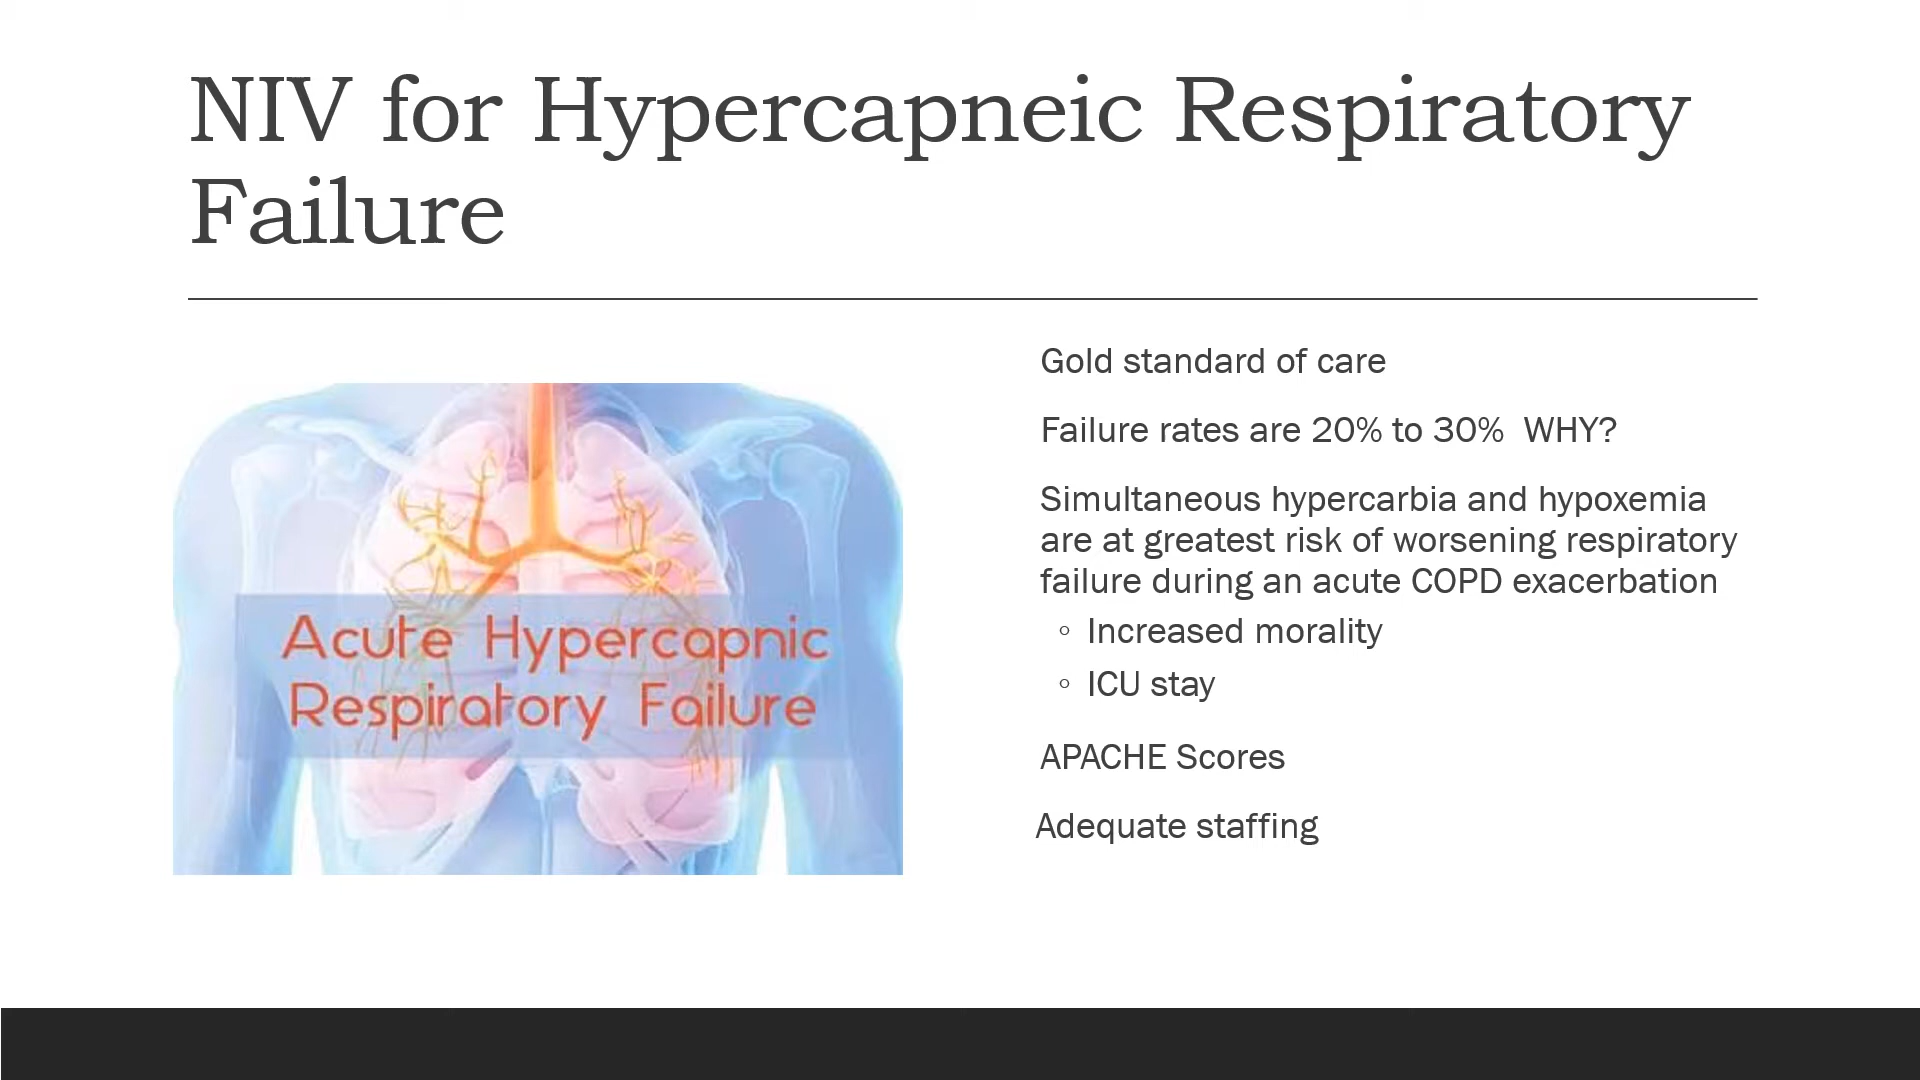 NIV for Hypercapneic Respiratory
Failure
Acute Hypercapnic
Respiratory Failure
Gold standard of care
Failure rates are 20% to 30%  WHY?
Simultaneous hypercarbia and hypoxemia
are at greatest risk of worsening respiratory
failure during an acute COPD exacerbation
◦ Increased morality
◦ ICU stay
APACHE Scores
Adequate staffing